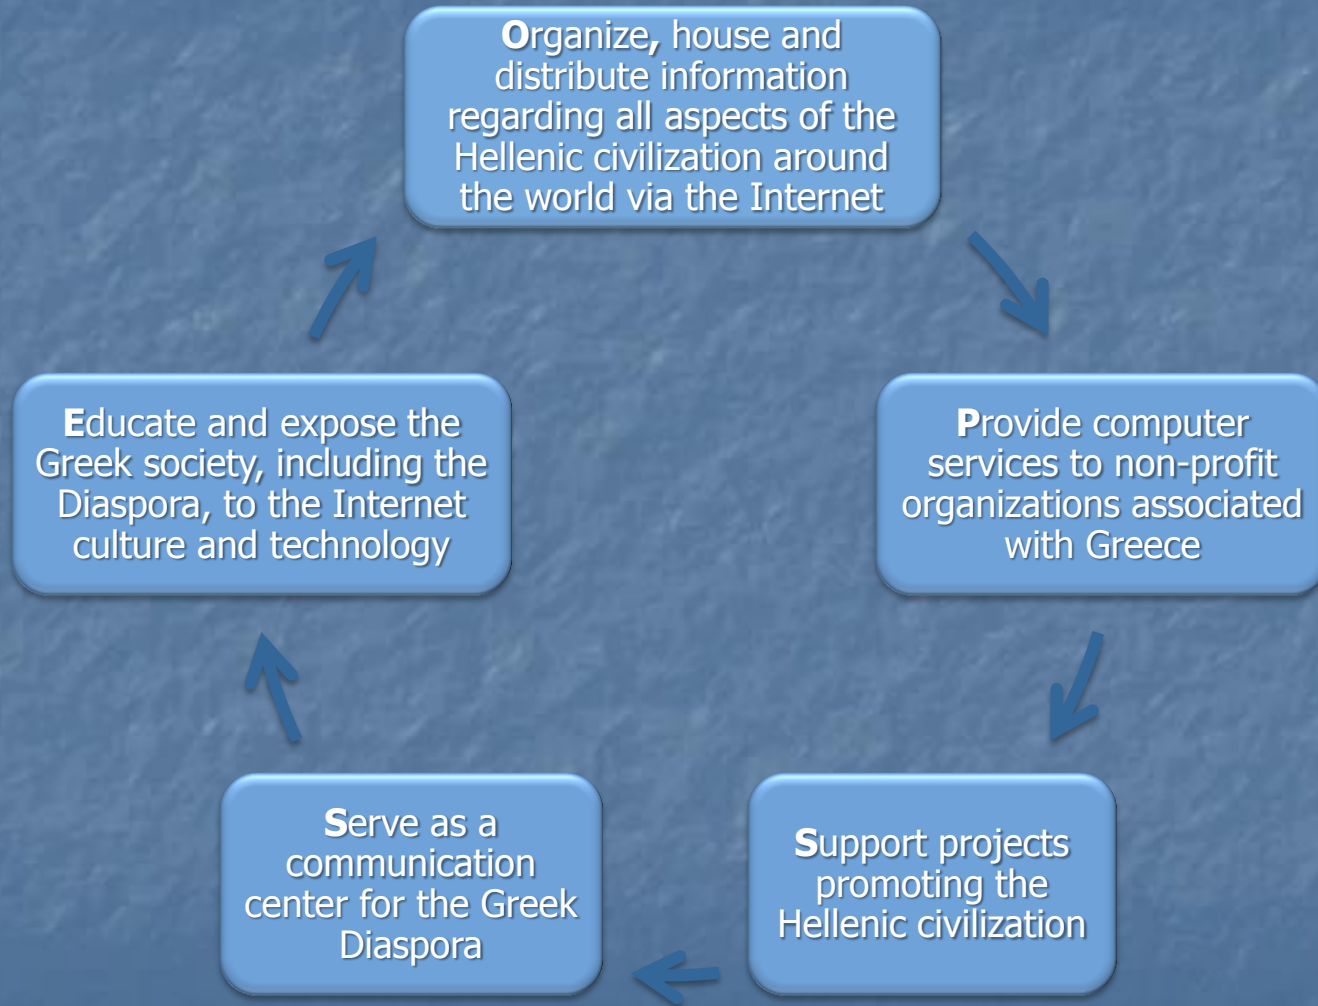 Organize, house and
distribute information
regarding all aspects of the
Hellenic civilization around
the world via the Internet
Provide computer
services to non-profit
organizations associated
with Greece
Support projects
promoting the
Hellenic civilization
Serve as a
communication
center for the Greek
Diaspora
Educate and expose the
Greek society, including the
Diaspora, to the Internet
culture and technology